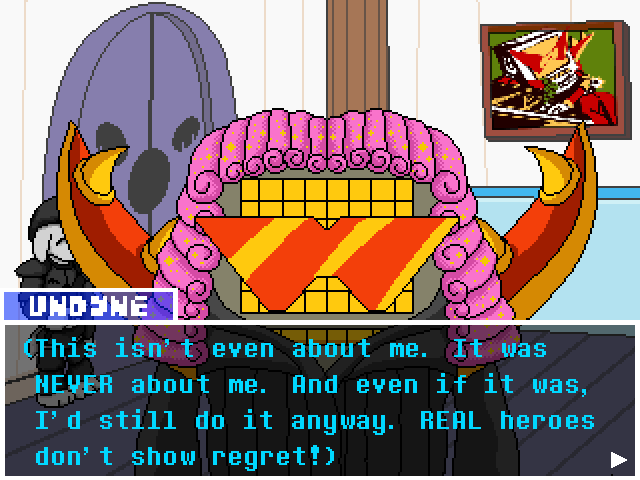 UNDYNE
(This isn't even about me. It was
NEVER about me. And even if it was,
I'd still do it anyway. REAL heroes
don't show regret!)